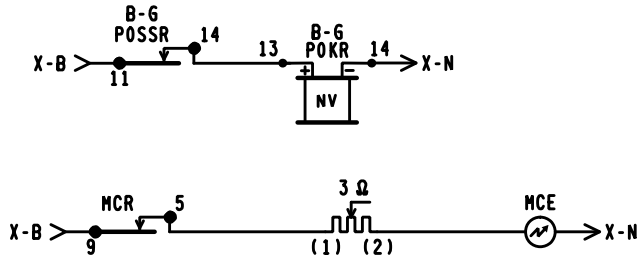 B-G
POSSR
14
X-B
11
13
B-G
POKR
14
X-N
+ -
NV
MCR
5
X-B
9
3 Ω
(1) (2)
MCE
X-N